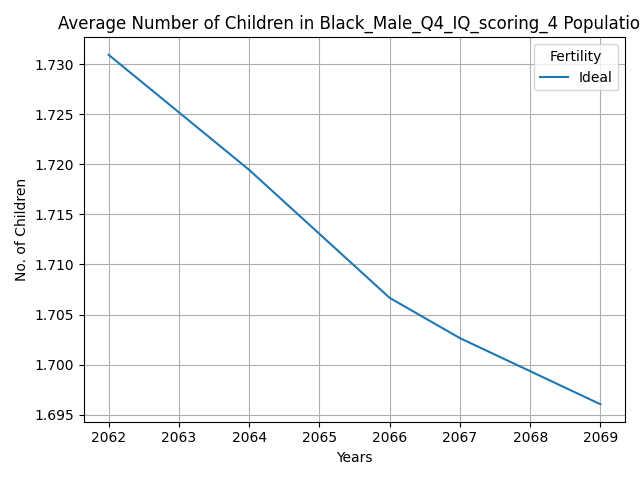 Average Number of Children in Black_Male_Q4_IQ_scoring_4 Populatio
Fertility
Ideal
No. of Children
1.730
1.725
1.720
1.715
1.710
1.705
1.700
1.695
2062 2063 2064 2065 2066 2067 2068 2069
Years